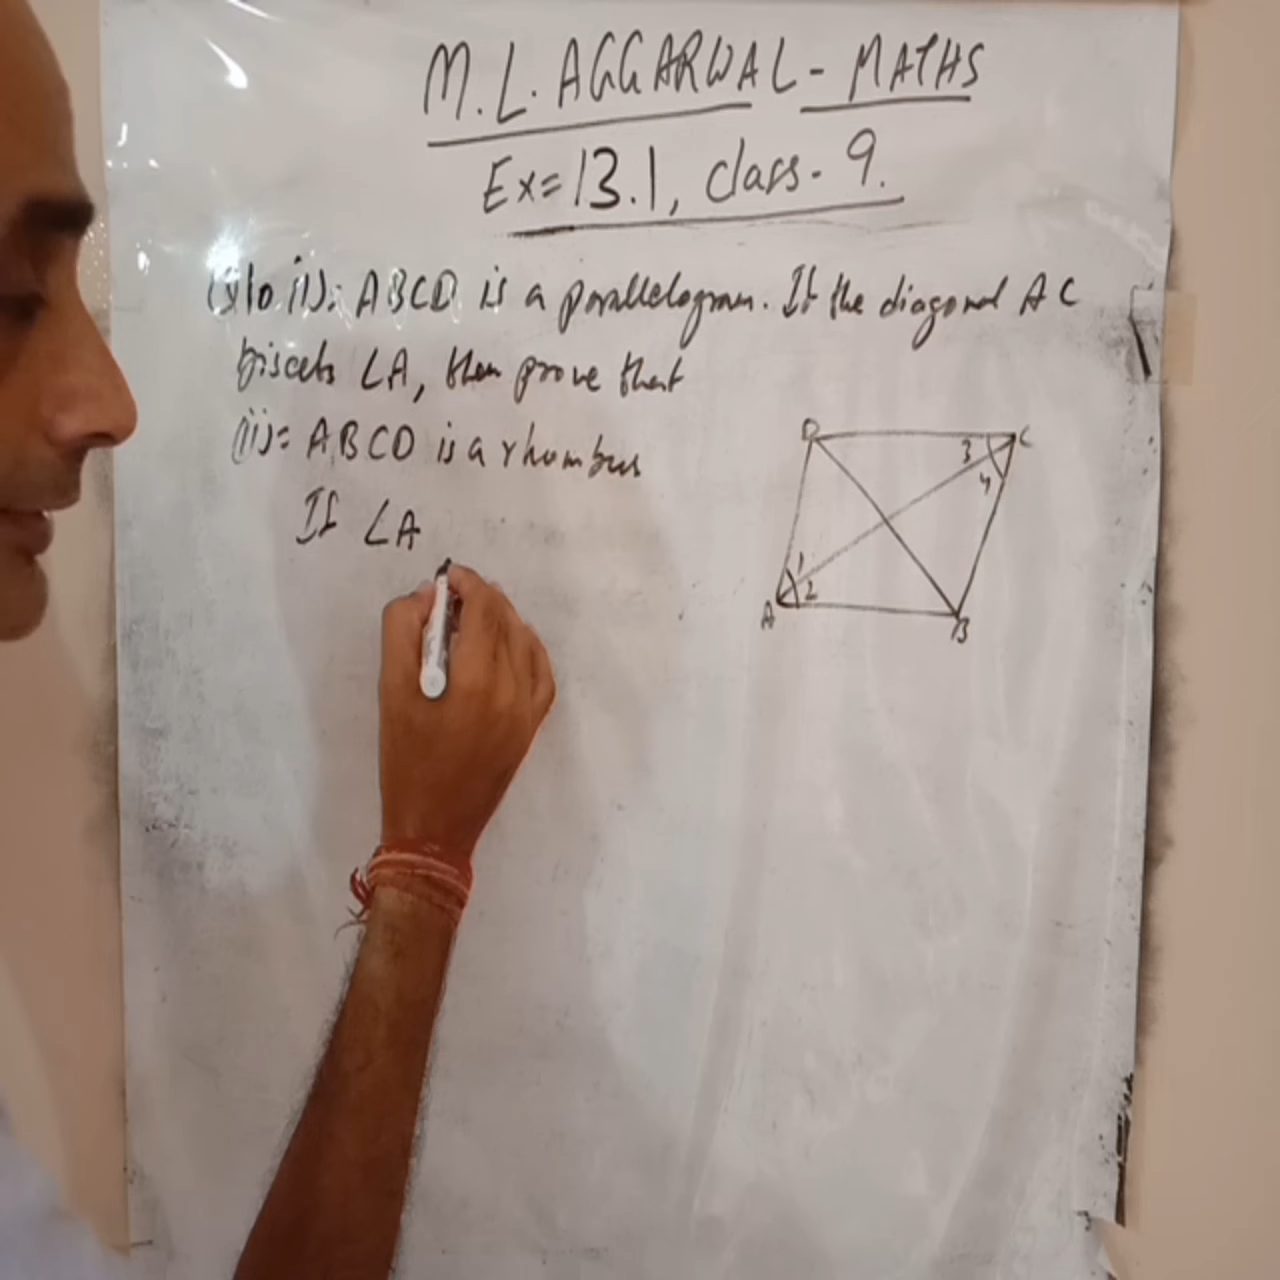 M.L. AGGARWAL - MATHS
Ex= 13.1, class - 9.
Q10 ii): ABCD is a parallelogram. If the diagonal AC
bisects ∠A, then prove that
(ii)= ABCD is a rhombus
If ∠A
D C
3
4
1
2
A B